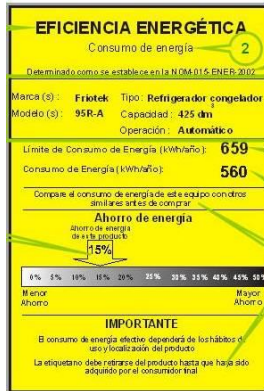 EFICIENCIA ENERGÉTICA
Consumo de energía
2
Determinado como se establece en la NOM-015-ENER-2002
Marca(s): Friotek Tipo: Refrigerador congelador
Modelo(s): 95R-A Capacidad: 425 dm3
Operación: Automático
Límite de Consumo de Energía (kWh/año): 659
Consumo de Energía (kWh/año): 560
Compare el consumo de energía de este equipo con otros
similares antes de comprar
Ahorro de energía
Ahorro de energía
de este producto
15%
0% 5% 10% 15% 20% 25% 30% 35% 40% 45% 50%
Menor Ahorro
Mayor Ahorro
IMPORTANTE
El consumo de energía efectivo dependerá de los hábitos de
uso y localización del producto
La etiqueta no debe retirarse del producto hasta que haya sido
adquirido por el consumidor final